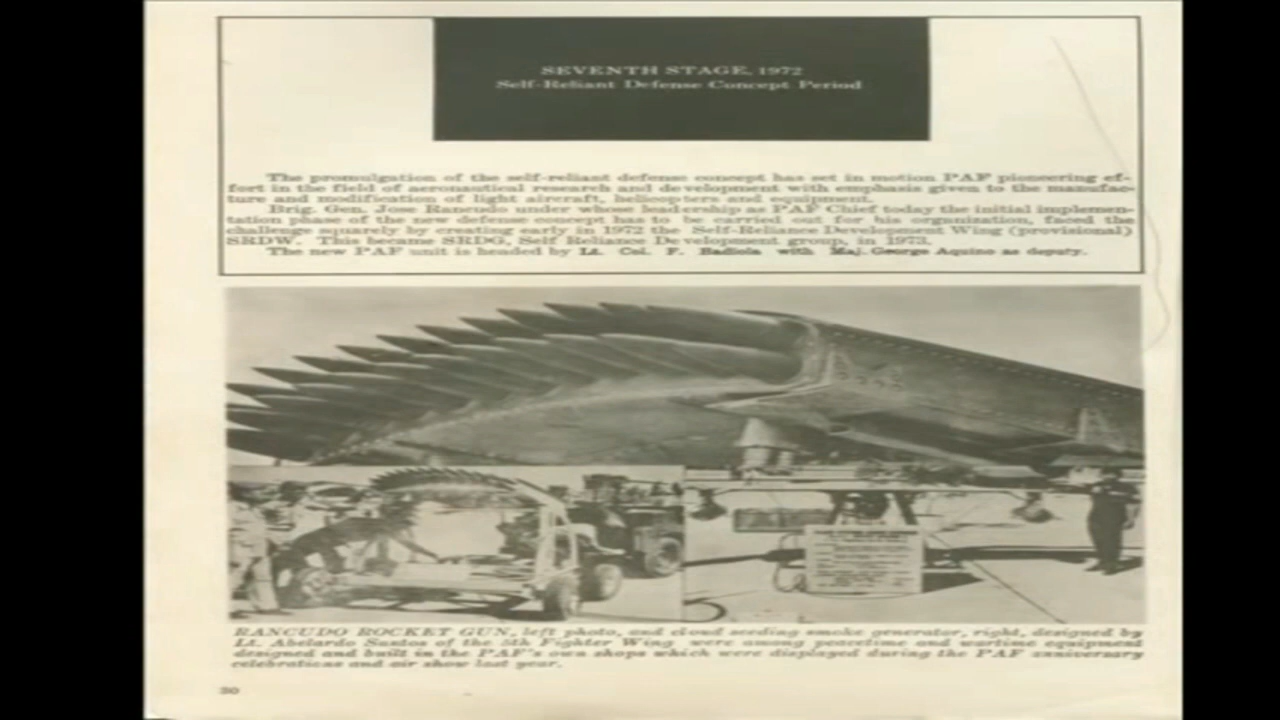 SEVENTH STAGE, 1972
Self-Reliant Defense Concept Period
The promulgation of the self-reliant defense concept has set in motion PAF pioneering ef-
fort in the field of aeronautical research and development with emphasis given to the manufac-
ture and modification of light aircraft, helicopters and equipment.
Brig. Gen. Jose Rancudo under whose leadership as PAF Chief today the initial implemen-
tation phase of the new defense concept has to be carried out for his organization, faced the
challenge squarely by creating early in 1972 the Self-Reliance Development Wing (provisional)
SRDW. This became SRDG, Self Reliance Development group, in 1973.
The new PAF unit is headed by Lt. Col. F. Badiola with Maj. George Aquino as deputy.
RANCUDO ROCKET GUN, left photo, and cloud seeding smoke generator, right, designed by
Lt. Abelardo Santos of the 5th Fighter Wing were among peacetime and wartime equipment
designed and built in the PAF's own shops which were displayed during the PAF anniversary
celebrations and air show last year.
30